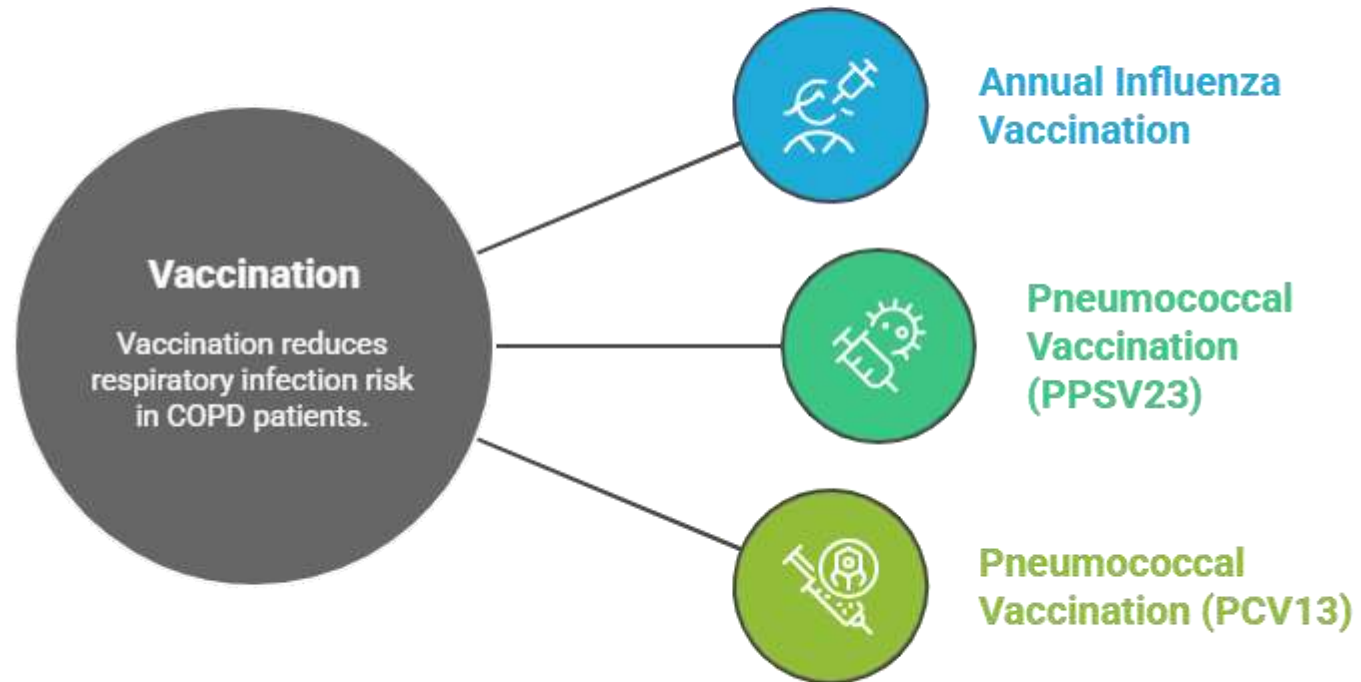 Vaccination
Vaccination reduces
respiratory infection risk
in COPD patients.
Annual Influenza
Vaccination
Pneumococcal
Vaccination
(PPSV23)
Pneumococcal
Vaccination (PCV13)